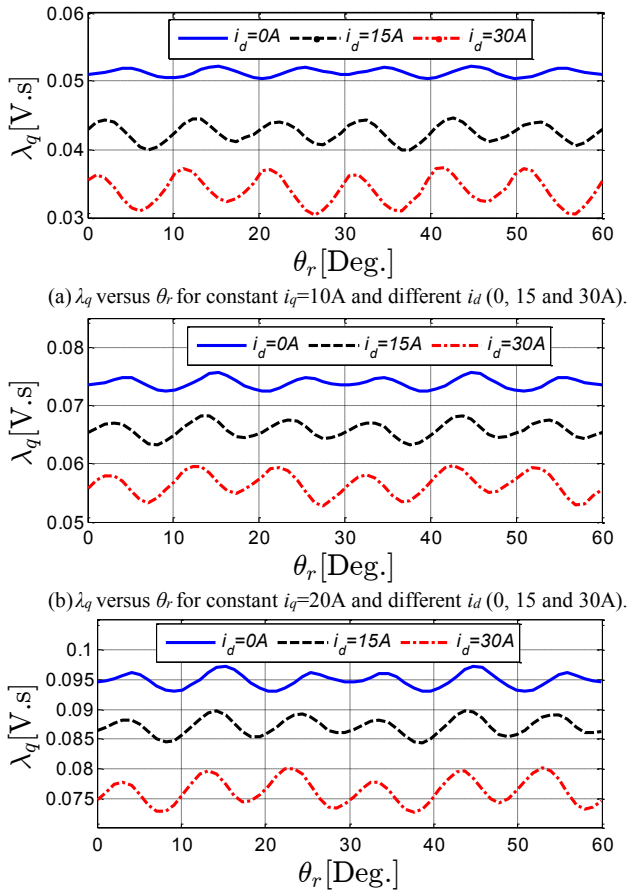 0.06
i_d=0A i_d=15A i_d=30A
0.05
0.04
0.03
λ_q[V.s]
0 10 20 30 40 50 60
θ_r[Deg.]
(a) λ_q versus θ_r for constant i_q=10A and different i_d (0, 15 and 30A).
0.08
i_d=0A i_d=15A i_d=30A
0.07
0.06
0.05
λ_q[V.s]
0 10 20 30 40 50 60
θ_r[Deg.]
(b) λ_q versus θ_r for constant i_q=20A and different i_d (0, 15 and 30A).
0.1
i_d=0A i_d=15A i_d=30A
0.095
0.09
0.085
0.08
0.075
λ_q[V.s]
0 10 20 30 40 50 60
θ_r[Deg.]